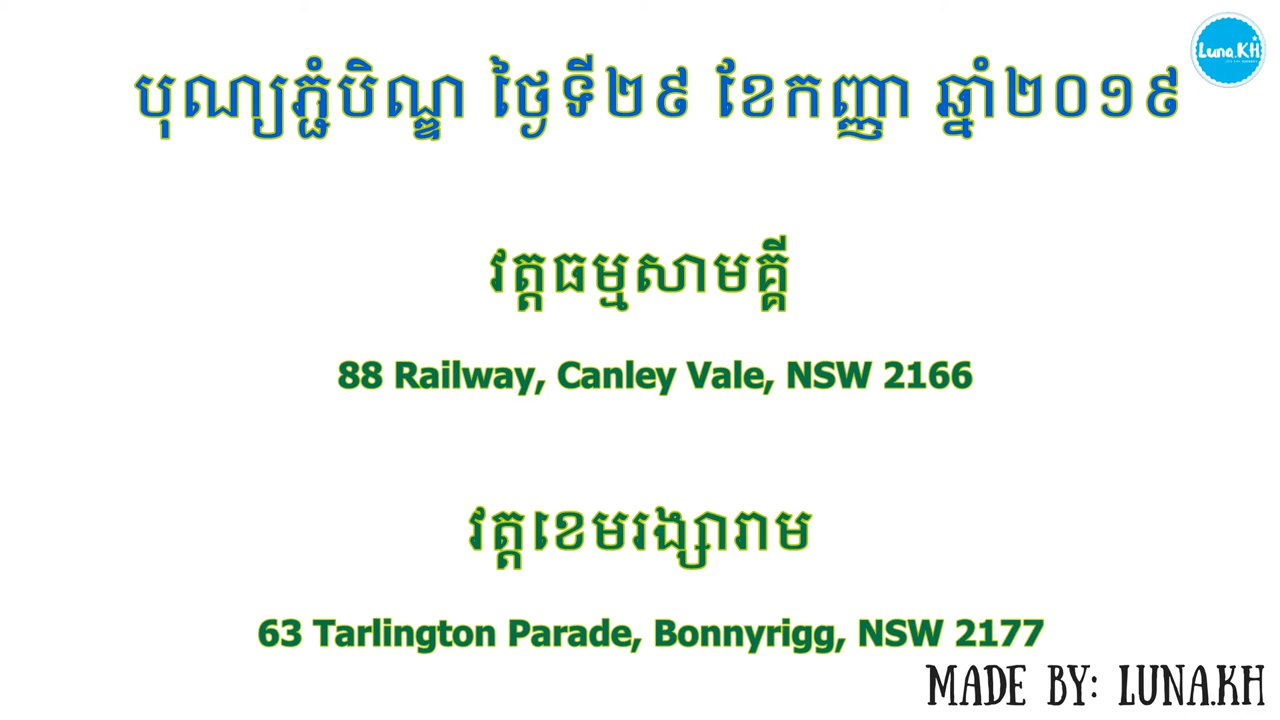 Luna.KH
បុណ្យភ្ជុំបិណ្ឌ ថ្ងៃទី២៩ ខែកញ្ញា ឆ្នាំ២០១៩
វត្តធម្មសាមគ្គី
88 Railway, Canley Vale, NSW 2166
វត្តខេមរង្សារាម
63 Tarlington Parade, Bonnyrigg, NSW 2177
MADE BY: LUNA.KH